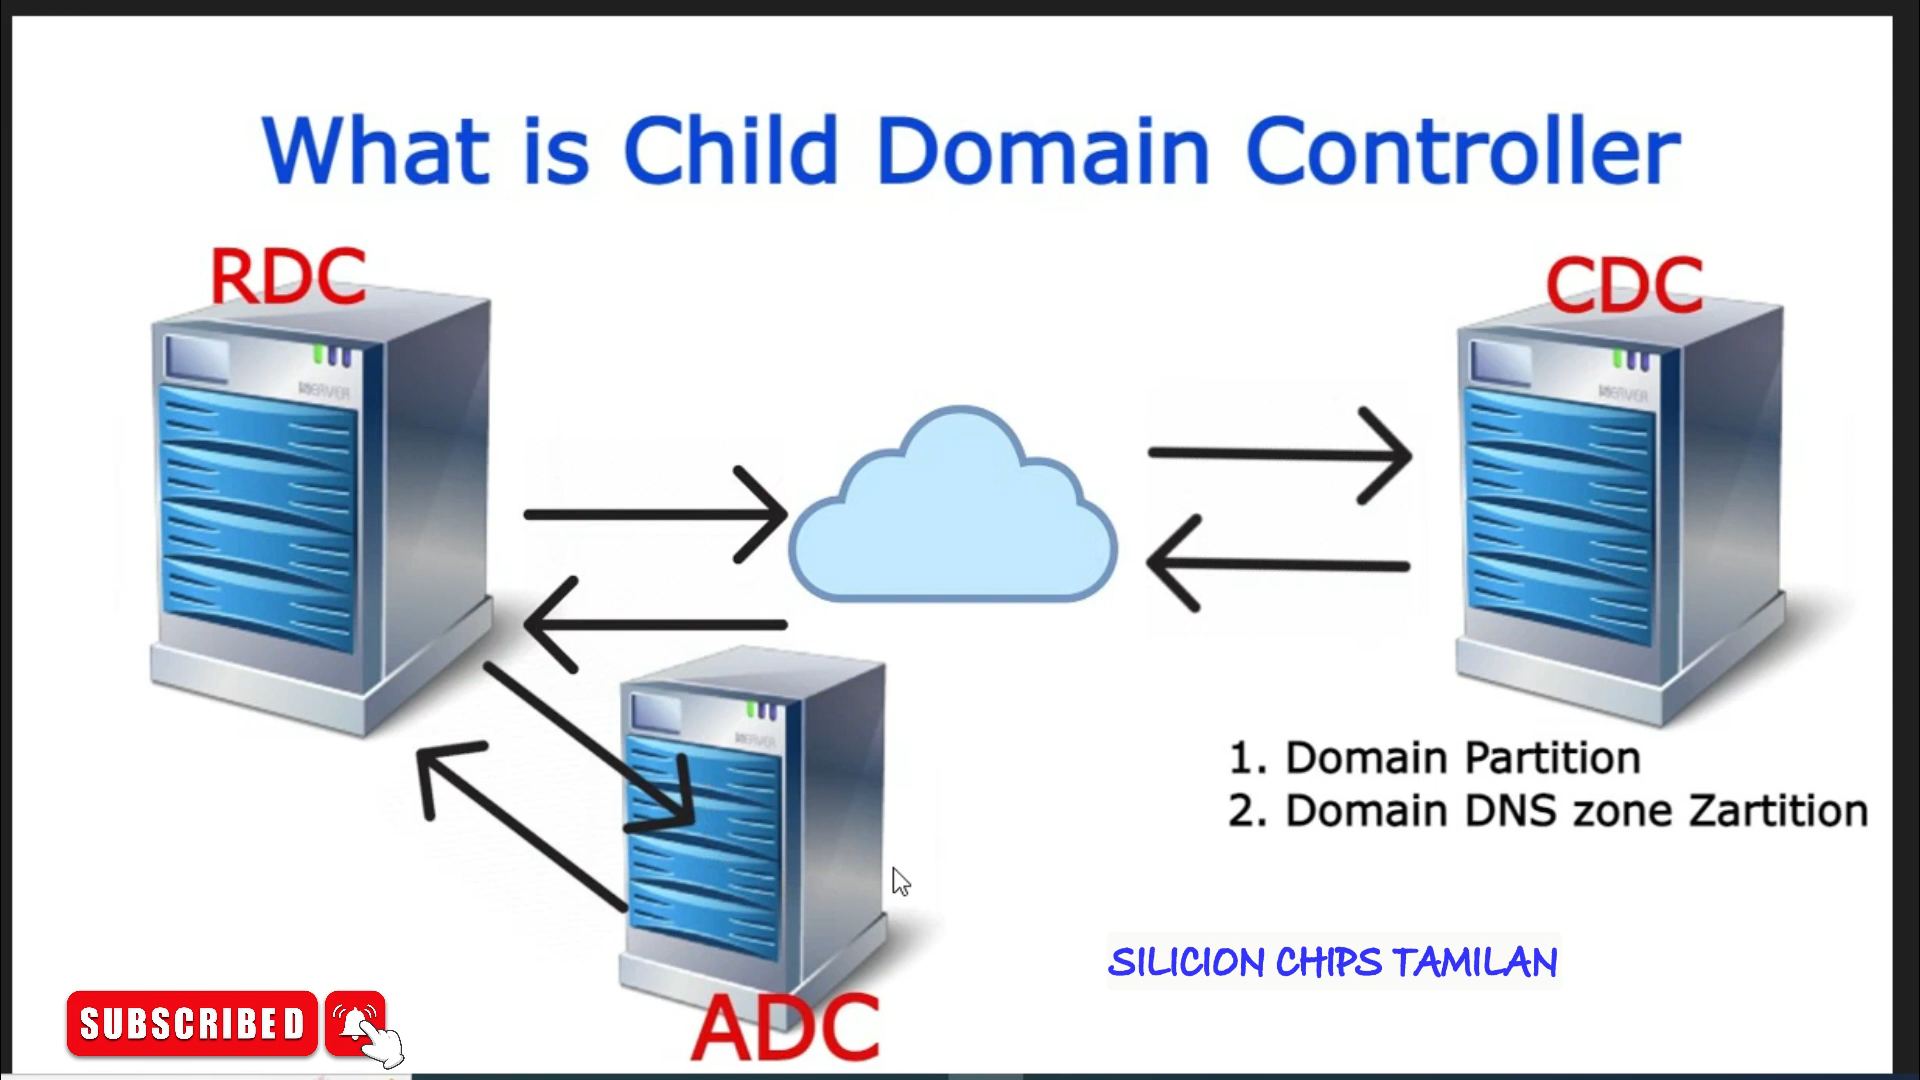 What is Child Domain Controller
RDC
CDC
1. Domain Partition
2. Domain DNS zone Zartition
SILICION CHIPS TAMILAN
SUBSCRIBED
ADC